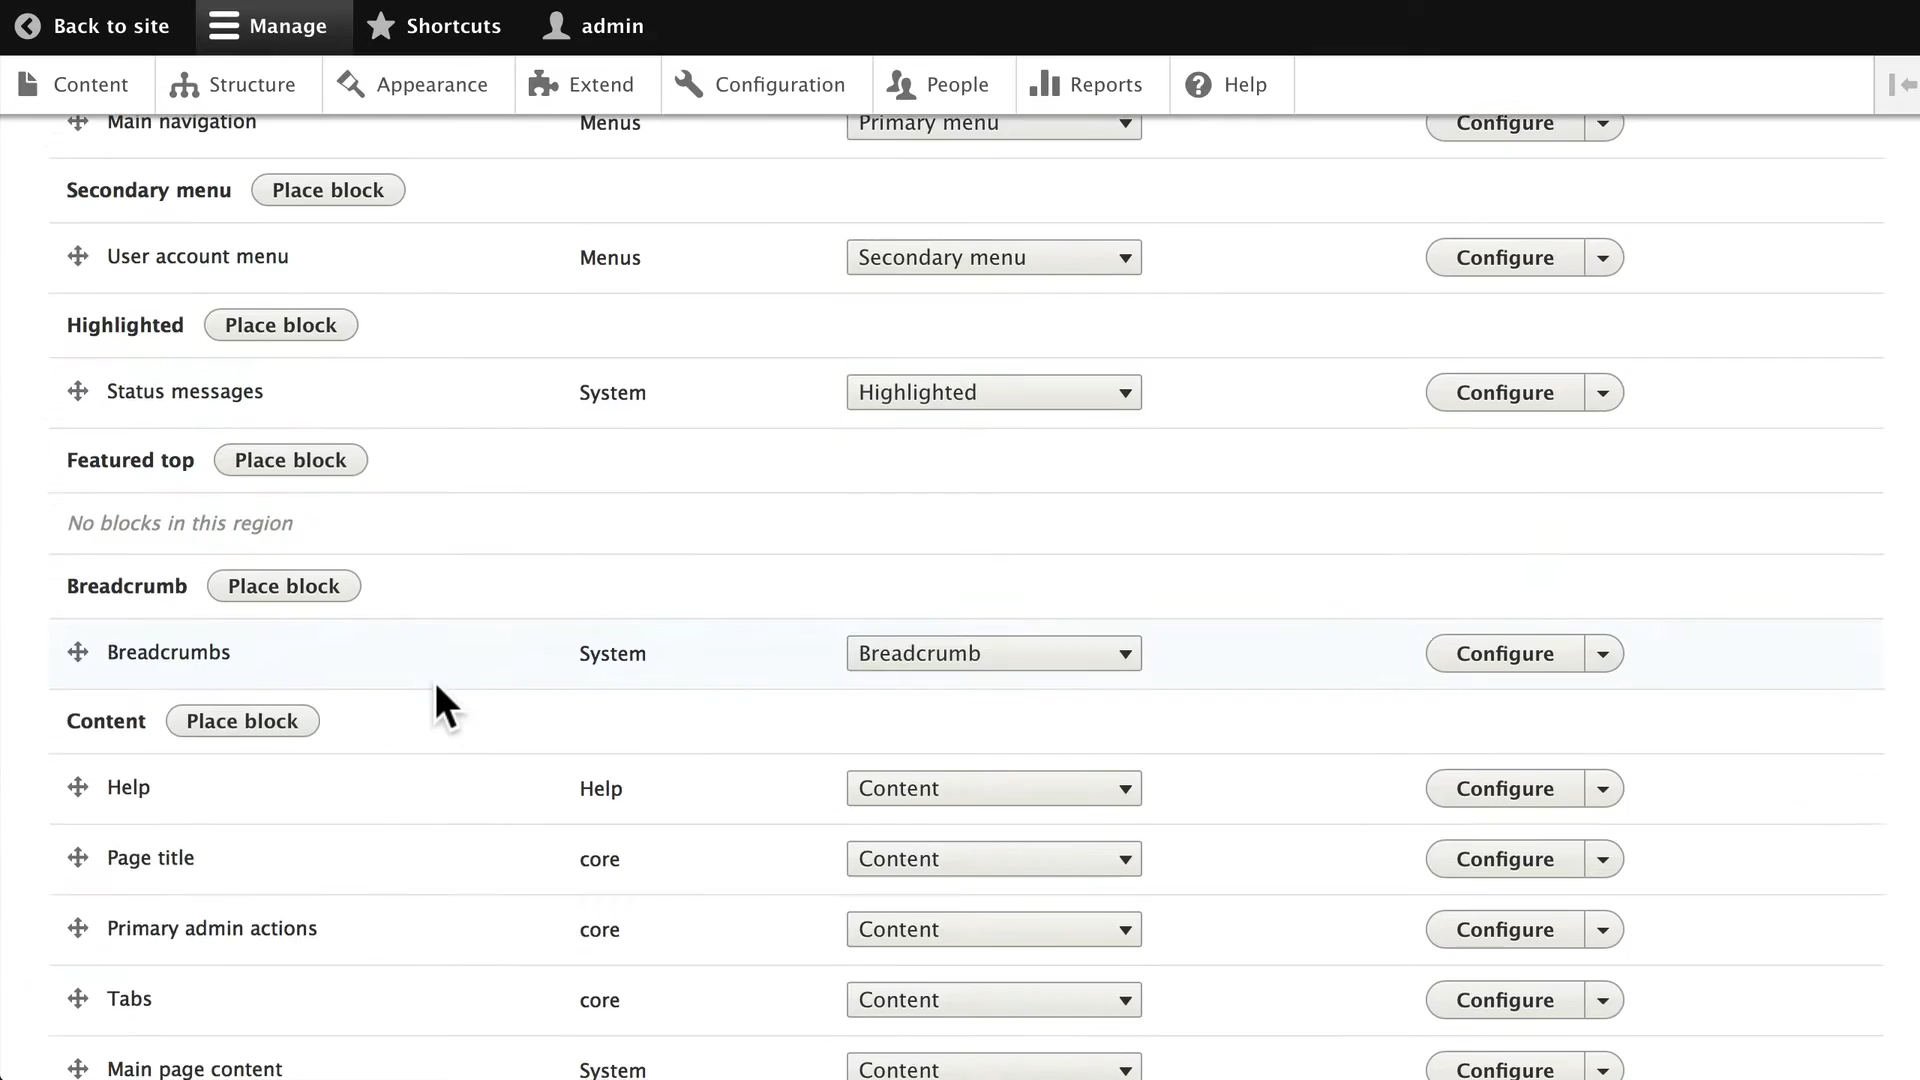 Back to site Manage Shortcuts admin
Content Structure Appearance Extend Configuration People Reports Help
Main navigation Menus Primary menu Configure
Secondary menu Place block
User account menu Menus Secondary menu Configure
Highlighted Place block
Status messages System Highlighted Configure
Featured top Place block
No blocks in this region
Breadcrumb Place block
Breadcrumbs System Breadcrumb Configure
Content Place block
Help Help Content Configure
Page title core Content Configure
Primary admin actions core Content Configure
Tabs core Content Configure
Main page content System Content Configure